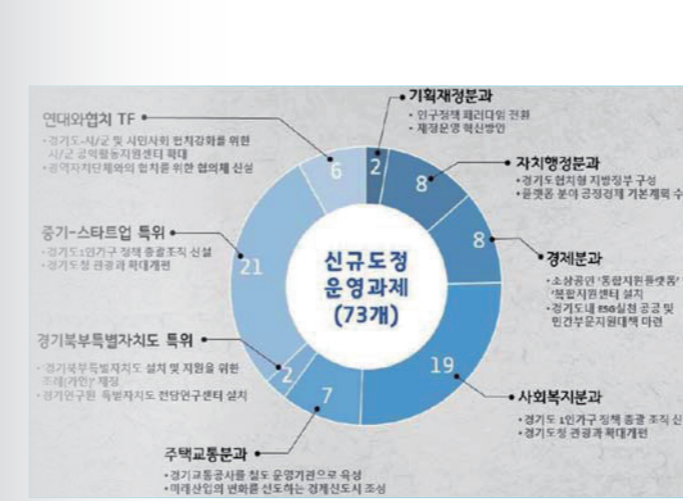 기획재정분과
• 인구정책 패러다임 전환
• 재정운영 혁신방안
연대와협치 TF
• 경기도-시/군 및 시민사회 협치강화를 위한
시/군 공익활동지원센터 확대
• 광역자치단체와의 협치를 위한 협의체 신설
6
2
8
자치행정분과
• 경기도협치형 지방정부 구성
• 플랫폼 분야 공정경제 기본계획 수
중기-스타트업 특위
• 경기도1인가구 정책 총괄조직 신설
• 경기도청 관광과 확대개편
21
신규도정
운영과제
(73개)
8
경제분과
• 소상공인 '통합지원플랫폼'
'복합지원센터 설치
• 경기도내 ESG실천 공공 및
민간부문지원대책 마련
경기북부특별자치도 특위
• 경기북부특별자치도 설치 및 지원을 위한
조례(가안)' 제정
• 경기연구원 특별자치도 전담연구센터 설치
2
7
19
사회복지분과
• 경기도 1인가구 정책 총괄 조직 신
• 경기도청 관광과 확대개편
주택교통분과
• 경기교통공사를 철도 운영기관으로 육성
• 미래산업의 변화를 선도하는 경제신도시 조성